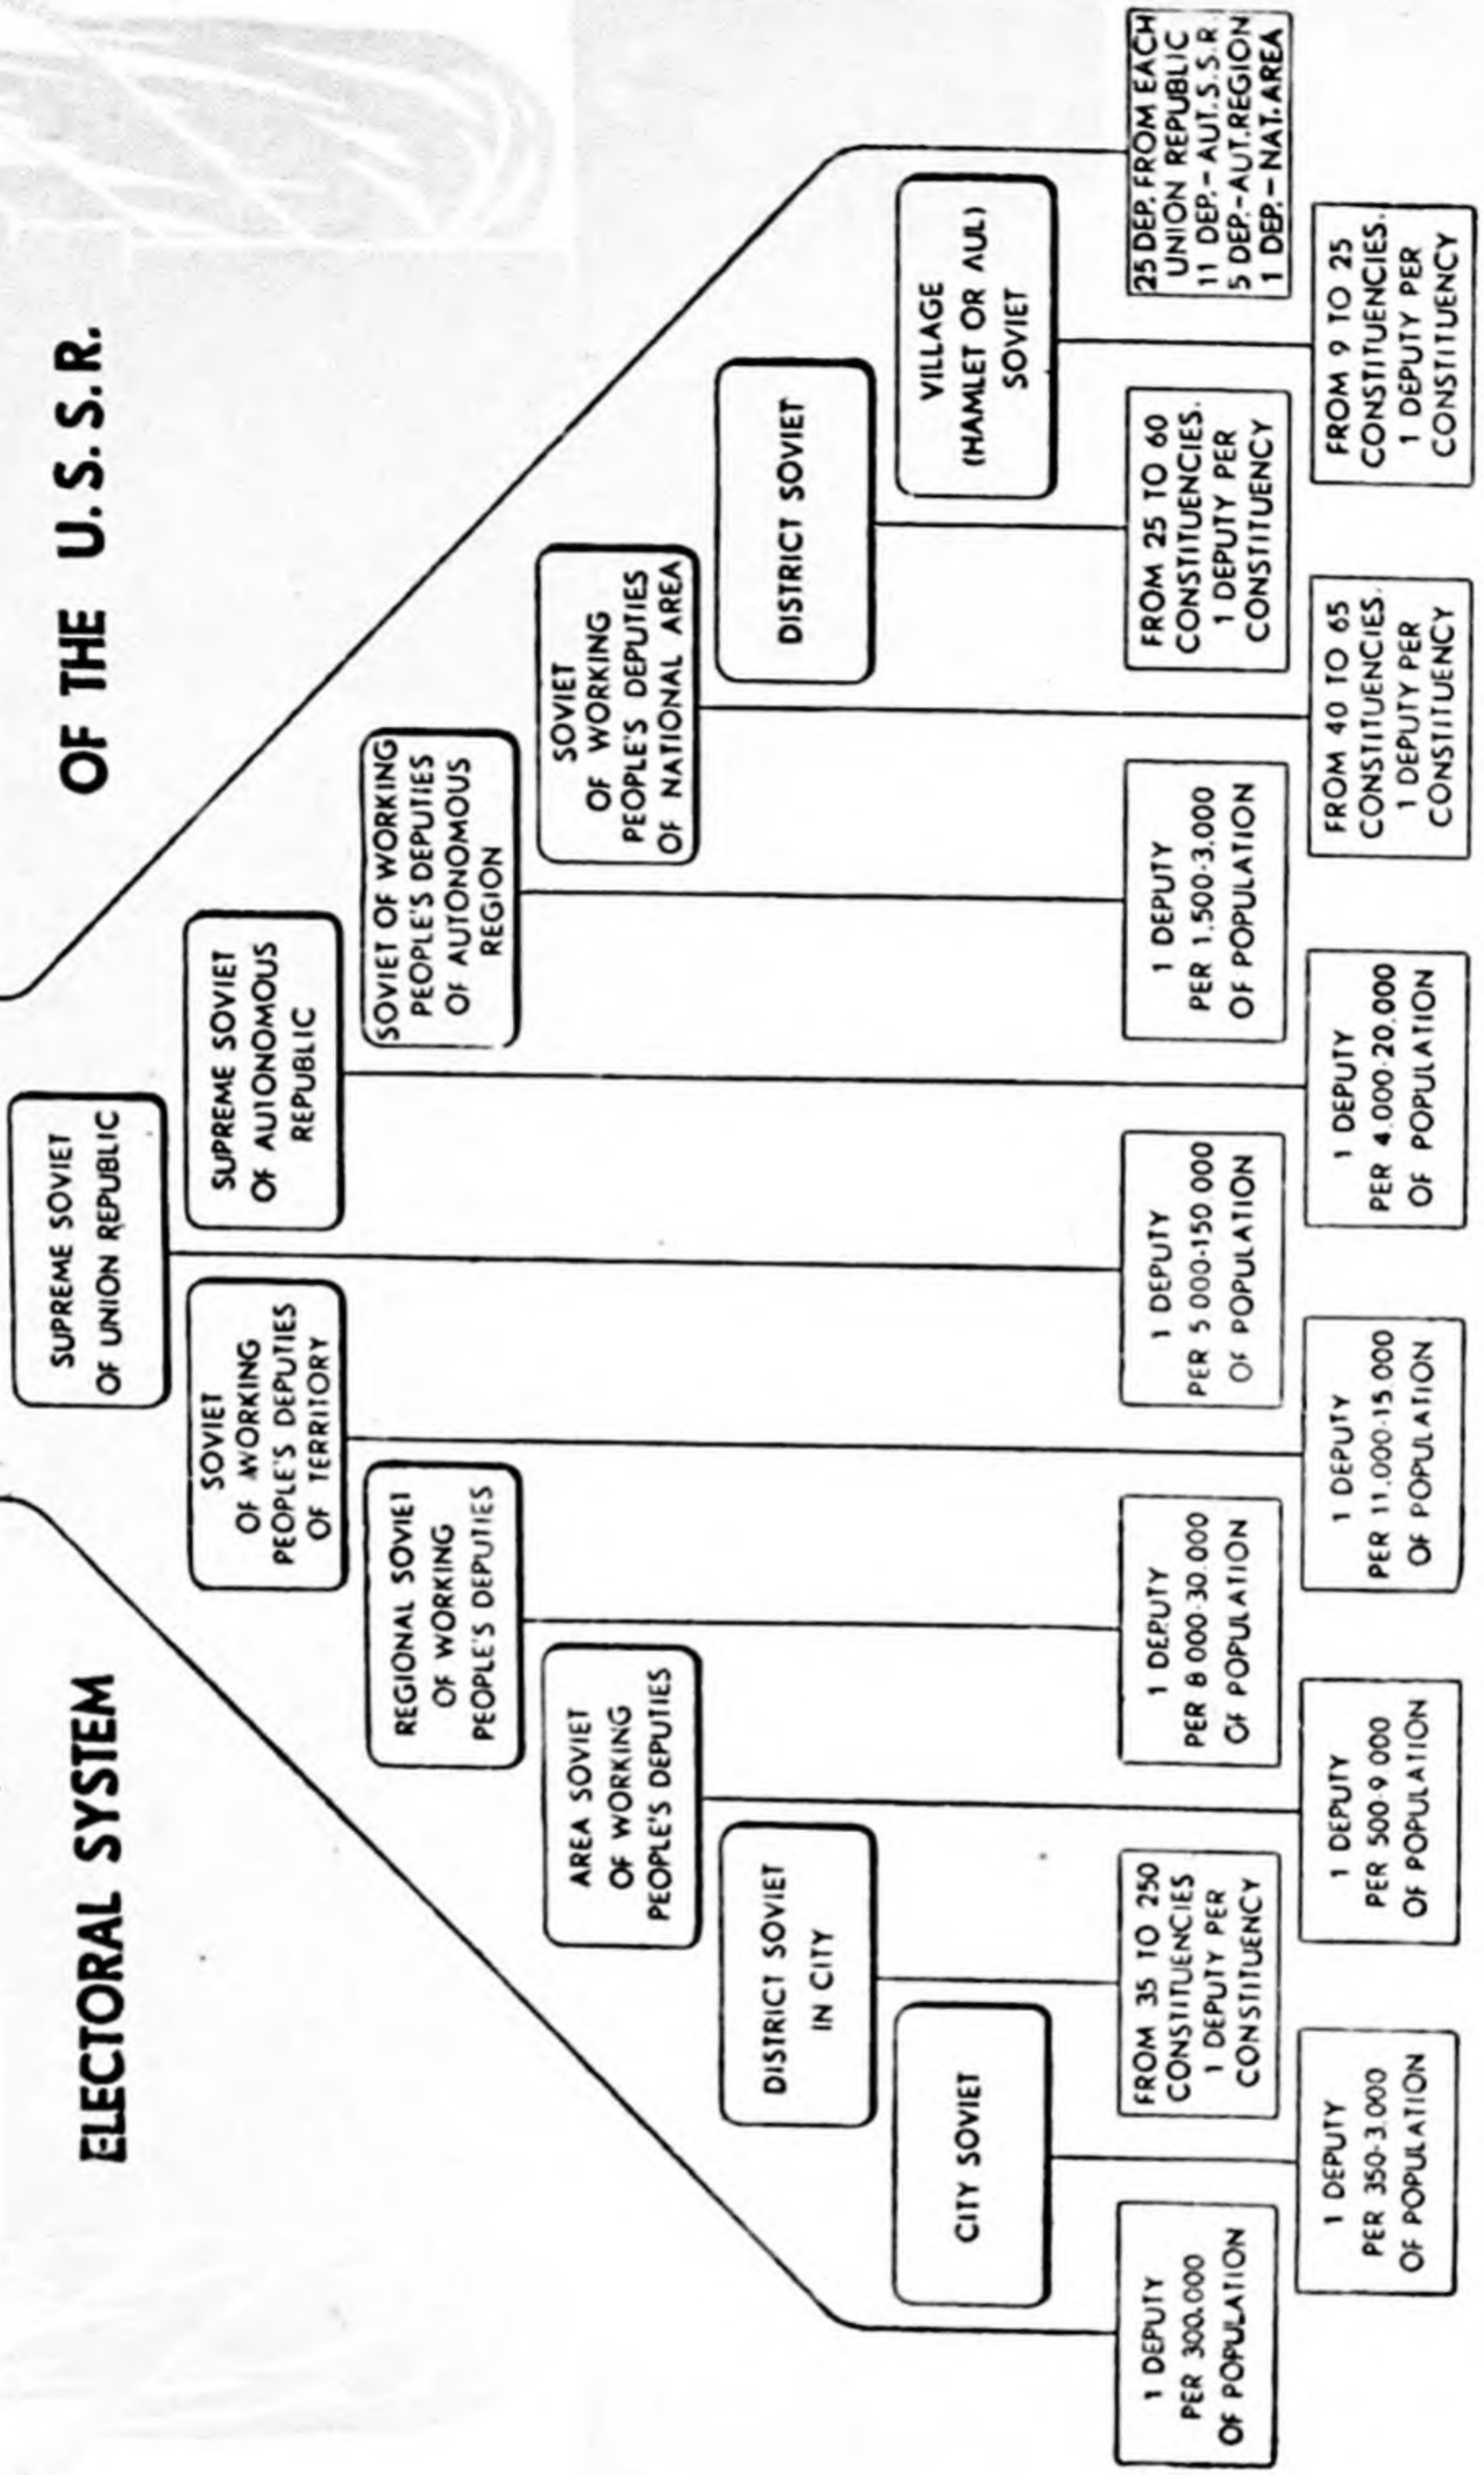 ELECTORAL SYSTEM
OF THE U.S.S.R.
SUPREME SOVIET
OF UNION REPUBLIC
SOVIET
OF WORKING
PEOPLE'S DEPUTIES
OF TERRITORY
SUPREME SOVIET
OF AUTONOMOUS
REPUBLIC
REGIONAL SOVIET
OF WORKING
PEOPLE'S DEPUTIES
SOVIET OF WORKING
PEOPLE'S DEPUTIES
OF AUTONOMOUS
REGION
AREA SOVIET
OF WORKING
PEOPLE'S DEPUTIES
SOVIET
OF WORKING
PEOPLE'S DEPUTIES
OF NATIONAL AREA
DISTRICT SOVIET
IN CITY
DISTRICT SOVIET
CITY SOVIET
VILLAGE
(HAMLET OR AUL)
SOVIET
1 DEPUTY
PER 300.000
OF POPULATION
FROM 35 TO 250
CONSTITUENCIES
1 DEPUTY PER
CONSTITUENCY
1 DEPUTY
PER 8 000-30.000
OF POPULATION
1 DEPUTY
PER 5 000-150.000
OF POPULATION
1 DEPUTY
PER 1.500-3.000
OF POPULATION
FROM 25 TO 60
CONSTITUENCIES.
1 DEPUTY PER
CONSTITUENCY
25 DEP. FROM EACH
UNION REPUBLIC
11 DEP.- AUT.S.S.R.
5 DEP.-AUT.REGION
1 DEP.-NAT.AREA
1 DEPUTY
PER 350-3.000
OF POPULATION
1 DEPUTY
PER 500-9.000
OF POPULATION
1 DEPUTY
PER 11.000-15.000
OF POPULATION
1 DEPUTY
PER 4.000-20.000
OF POPULATION
FROM 40 TO 65
CONSTITUENCIES.
1 DEPUTY PER
CONSTITUENCY
FROM 9 TO 25
CONSTITUENCIES.
1 DEPUTY PER
CONSTITUENCY